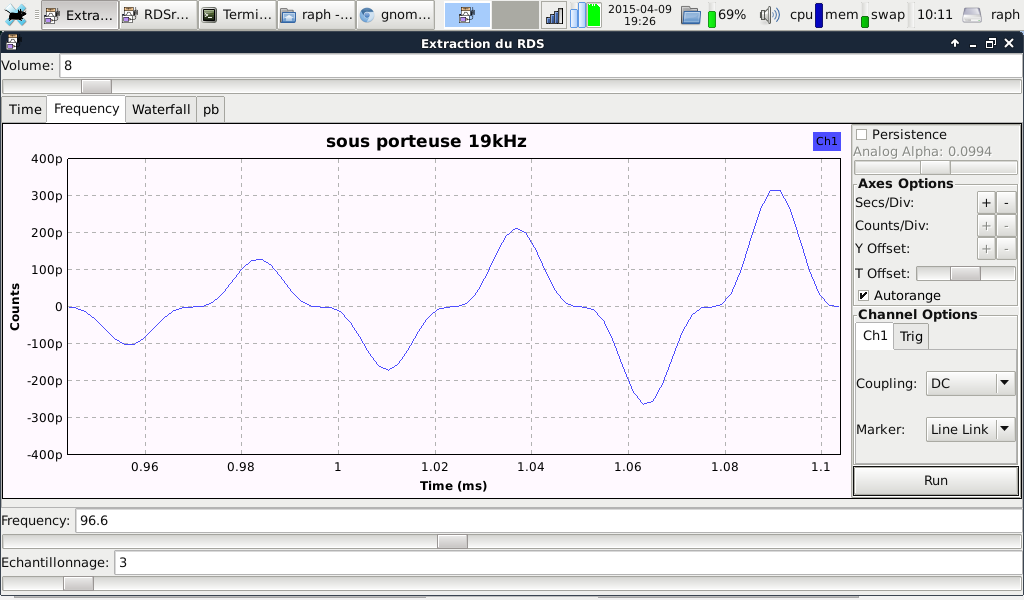 Extra... RDSr... Termi... raph -... gnom... 2015-04-09 69% cpu mem swap 10:11 raph
19:26
Extraction du RDS
Volume: 8
Time Frequency Waterfall pb
sous porteuse 19kHz
Ch1
400p
300p
200p
100p
0
-100p
-200p
-300p
-400p
Counts
0.96 0.98 1 1.02 1.04 1.06 1.08 1.1
Time (ms)
Persistence
Analog Alpha: 0.0994
Axes Options
Secs/Div: + -
Counts/Div: + -
Y Offset: + -
T Offset:
Autorange
Channel Options
Ch1 Trig
Coupling: DC
Marker: Line Link
Run
Frequency: 96.6
Echantillonnage: 3